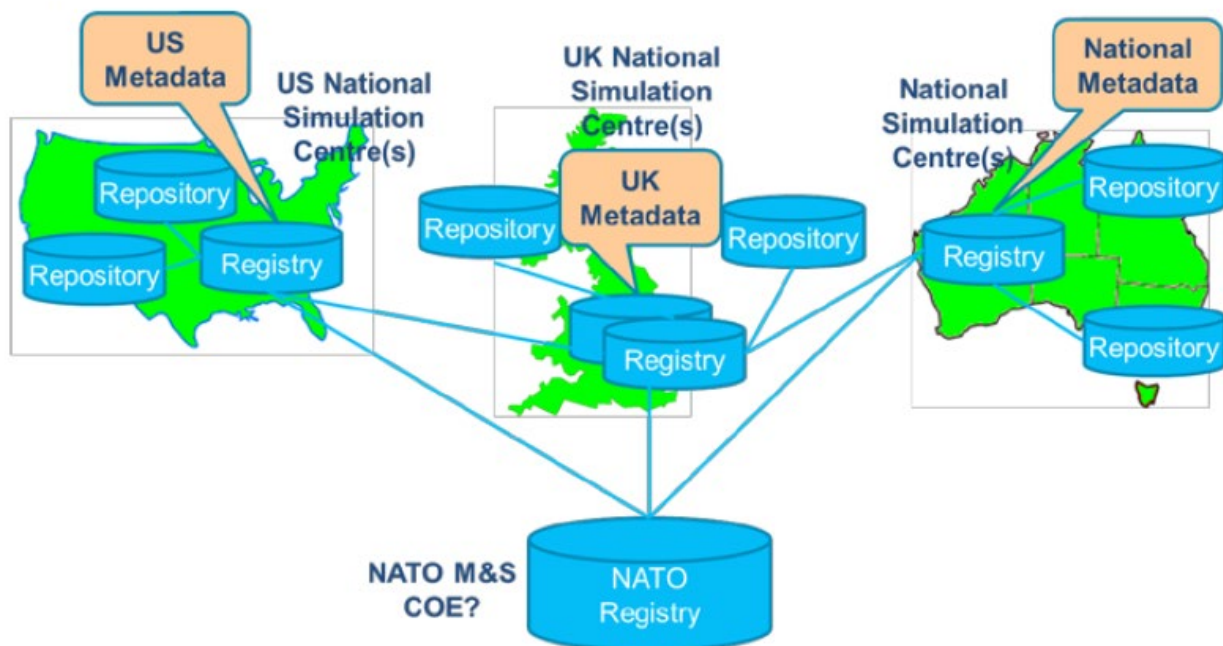 US
Metadata
US National
Simulation
Centre(s)
Repository
Repository
Registry
UK National
Simulation
Centre(s)
UK
Metadata
Repository
Repository
Registry
National
Simulation
Centre(s)
National
Metadata
Repository
Registry
Repository
NATO M&S
COE?
NATO
Registry